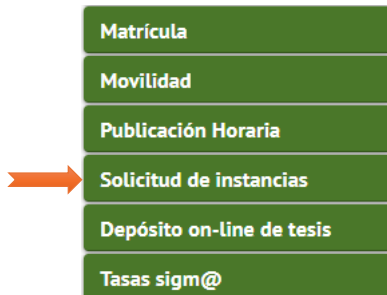 Matrícula
Movilidad
Publicación Horaria
Solicitud de instancias
Depósito on-line de tesis
Tasas sigm@